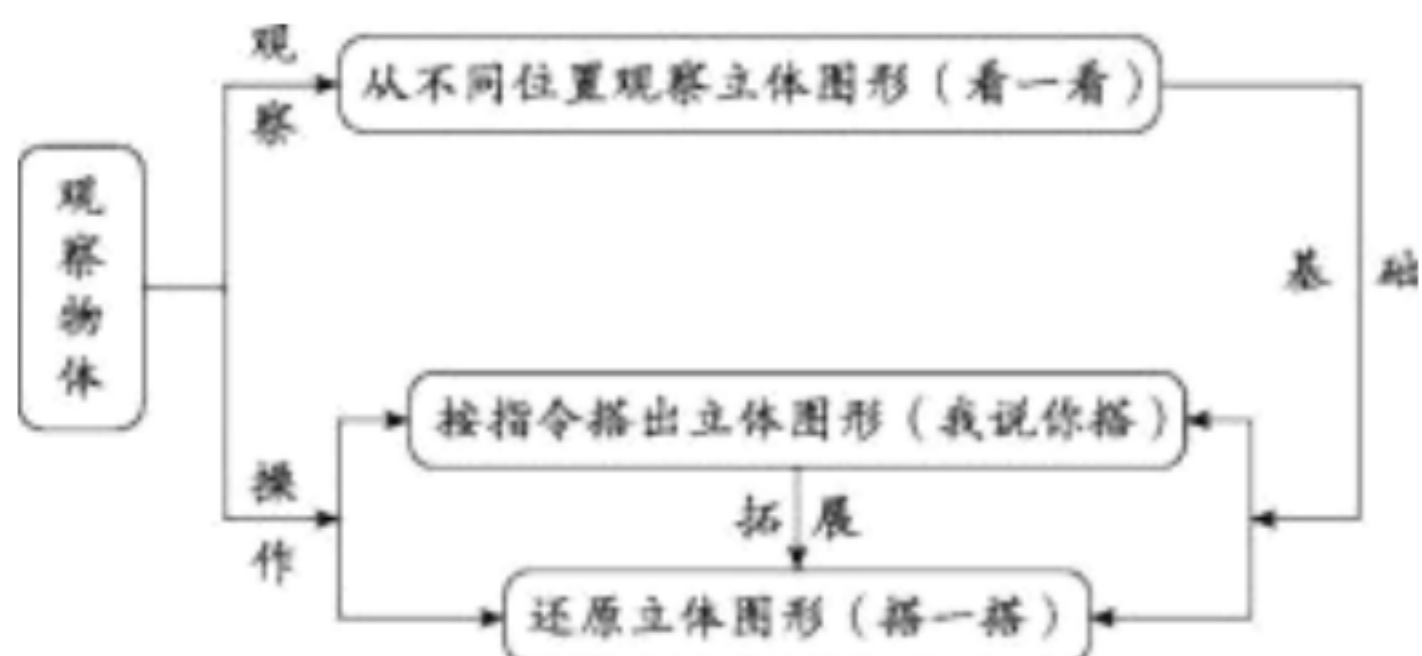 观察
从不同位置观察立体图形（看一看）
观察物体
基础
按指令搭出立体图形（我说你搭）
操作
拓展
还原立体图形（搭一搭）